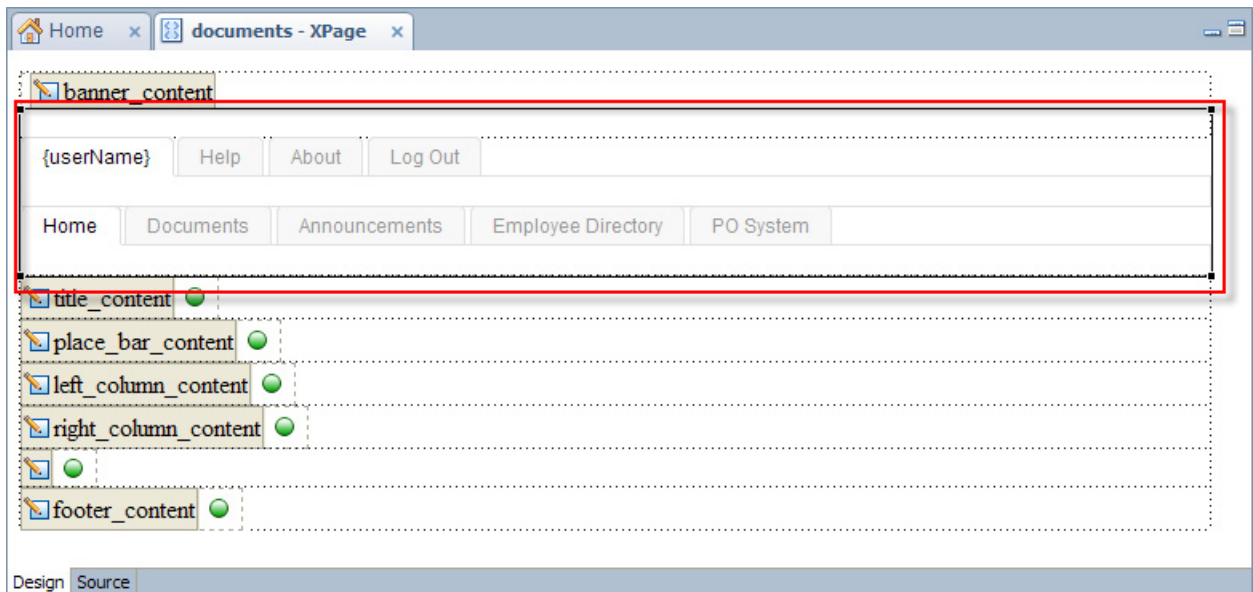 Home documents - XPage
banner_content
{userName} Help About Log Out
Home Documents Announcements Employee Directory PO System
title_content
place_bar_content
left_column_content
right_column_content
footer_content
Design Source